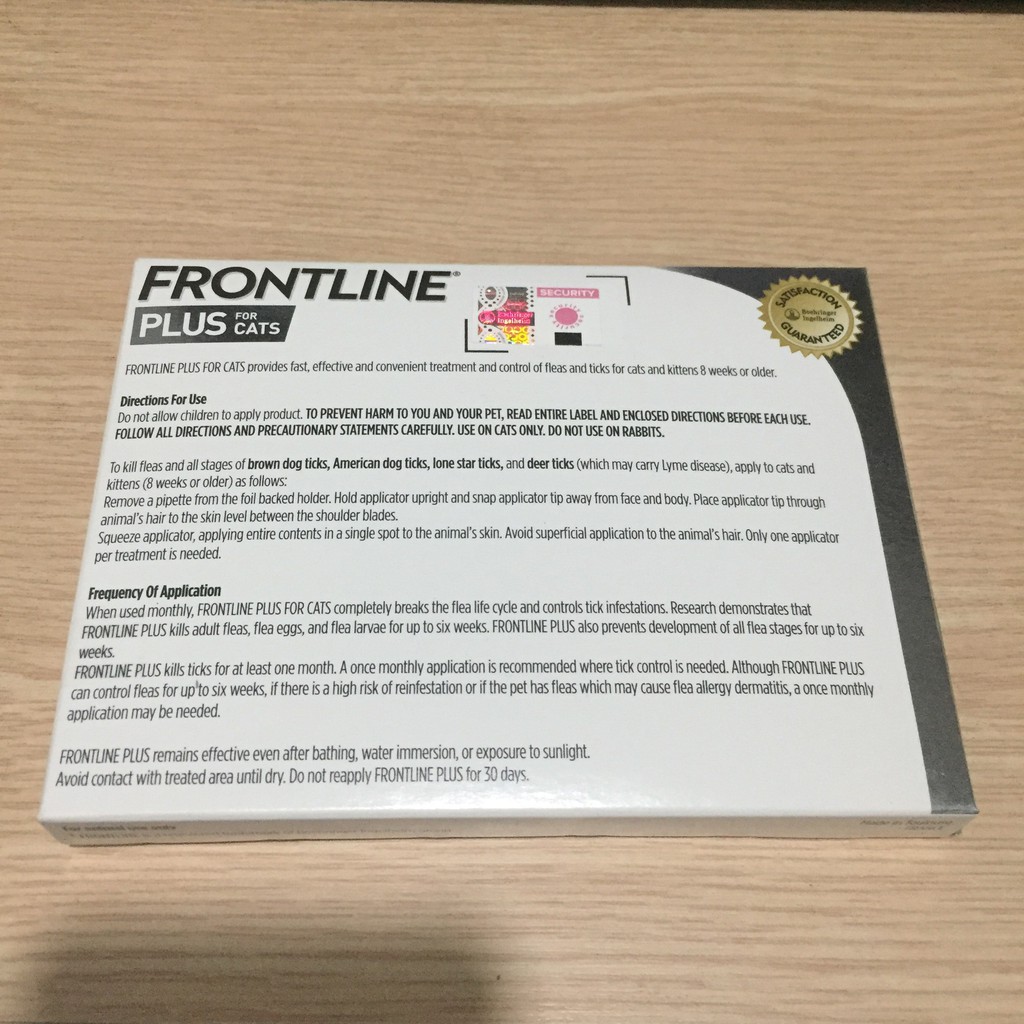 FRONTLINE®
PLUS FOR CATS
Boehringer Ingelheim
SECURITY
SATISFACTION
Boehringer Ingelheim
GUARANTEED
FRONTLINE PLUS FOR CATS provides fast, effective and convenient treatment and control of fleas and ticks for cats and kittens 8 weeks or older.
Directions For Use
Do not allow children to apply product. TO PREVENT HARM TO YOU AND YOUR PET, READ ENTIRE LABEL AND ENCLOSED DIRECTIONS BEFORE EACH USE.
FOLLOW ALL DIRECTIONS AND PRECAUTIONARY STATEMENTS CAREFULLY. USE ON CATS ONLY. DO NOT USE ON RABBITS.
To kill fleas and all stages of brown dog ticks, American dog ticks, lone star ticks, and deer ticks (which may carry Lyme disease), apply to cats and
kittens (8 weeks or older) as follows:
Remove a pipette from the foil backed holder. Hold applicator upright and snap applicator tip away from face and body. Place applicator tip through
animal's hair to the skin level between the shoulder blades.
Squeeze applicator, applying entire contents in a single spot to the animal's skin. Avoid superficial application to the animal's hair. Only one applicator
per treatment is needed.
Frequency Of Application
When used monthly, FRONTLINE PLUS FOR CATS completely breaks the flea life cycle and controls tick infestations. Research demonstrates that
FRONTLINE PLUS kills adult fleas, flea eggs, and flea larvae for up to six weeks. FRONTLINE PLUS also prevents development of all flea stages for up to six
weeks.
FRONTLINE PLUS kills ticks for at least one month. A once monthly application is recommended where tick control is needed. Although FRONTLINE PLUS
can control fleas for up to six weeks, if there is a high risk of reinfestation or if the pet has fleas which may cause flea allergy dermatitis, a once monthly
application may be needed.
FRONTLINE PLUS remains effective even after bathing, water immersion, or exposure to sunlight.
Avoid contact with treated area until dry. Do not reapply FRONTLINE PLUS for 30 days.
For animal use only